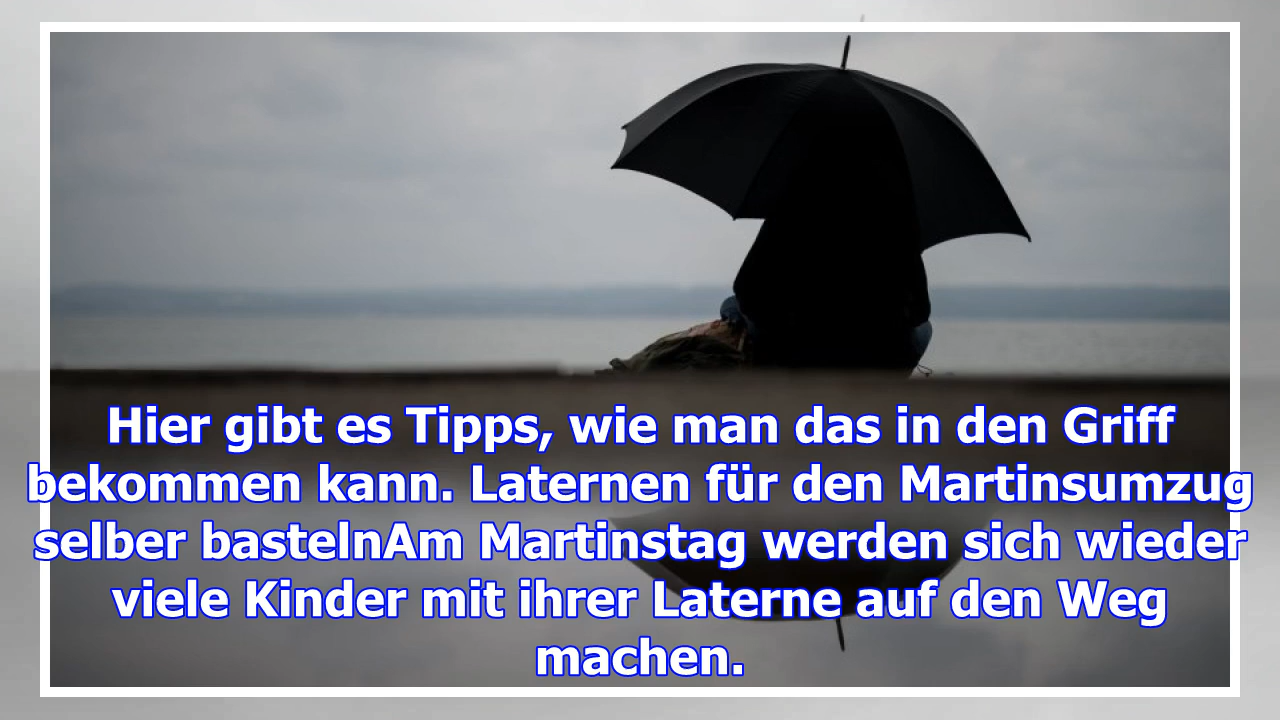 Hier gibt es Tipps, wie man das in den Griff
bekommen kann. Laternen für den Martinsumzug
selber bastelnAm Martinstag werden sich wieder
viele Kinder mit ihrer Laterne auf den Weg
machen.